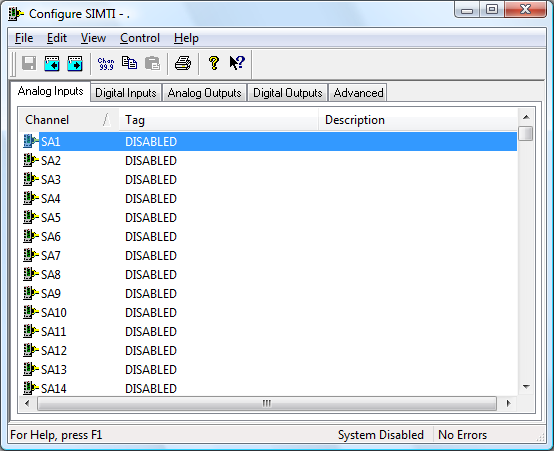 Configure SIMTI - .
File Edit View Control Help
Chan 99.9
Analog Inputs Digital Inputs Analog Outputs Digital Outputs Advanced
Channel / Tag Description
SA1 DISABLED
SA2 DISABLED
SA3 DISABLED
SA4 DISABLED
SA5 DISABLED
SA6 DISABLED
SA7 DISABLED
SA8 DISABLED
SA9 DISABLED
SA10 DISABLED
SA11 DISABLED
SA12 DISABLED
SA13 DISABLED
SA14 DISABLED
For Help, press F1 System Disabled No Errors